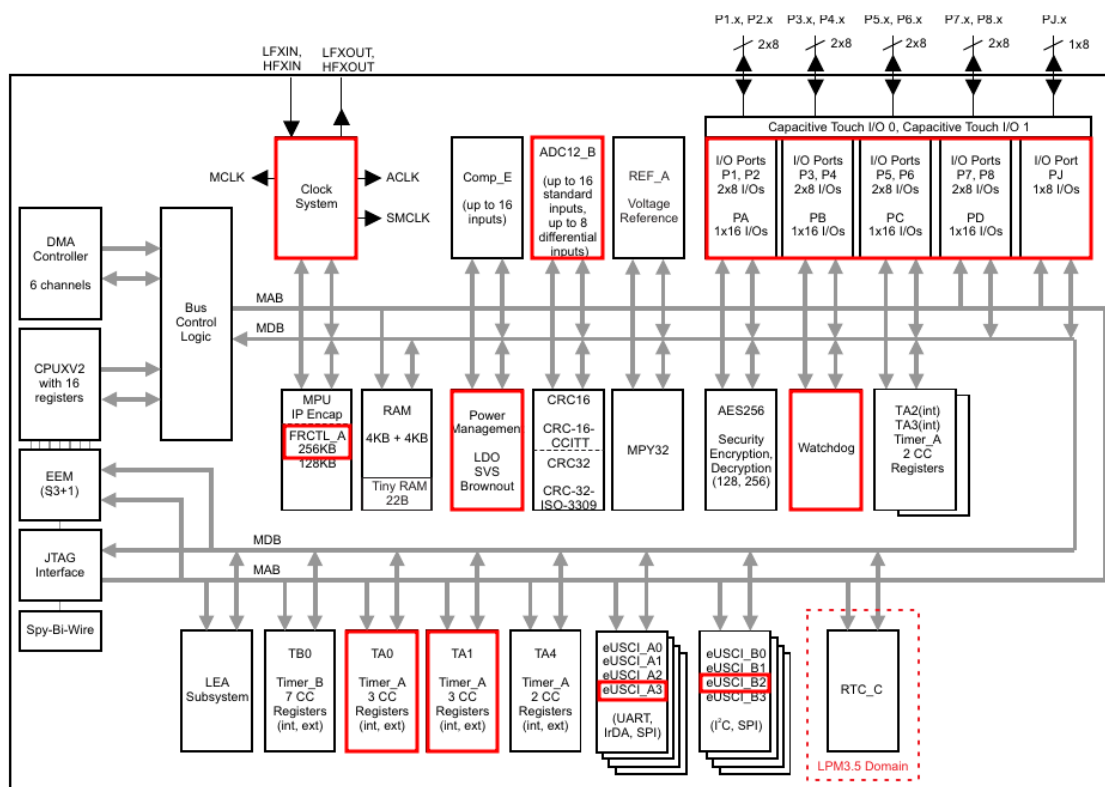 P1.x, P2.x
P3.x, P4.x
P5.x, P6.x
P7.x, P8.x
PJ.x
2x8
2x8
2x8
2x8
1x8
LFXIN,
HFXIN
LFXOUT,
HFXOUT
Capacitive Touch I/O 0, Capacitive Touch I/O 1
MCLK
Clock
System
ACLK
SMCLK
Comp_E
(up to 16
inputs)
ADC12_B
(up to 16
standard
inputs,
up to 8
differential
inputs)
REF_A
Voltage
Reference
I/O Ports
P1, P2
2x8 I/Os
PA
1x16 I/Os
I/O Ports
P3, P4
2x8 I/Os
PB
1x16 I/Os
I/O Ports
P5, P6
2x8 I/Os
PC
1x16 I/Os
I/O Ports
P7, P8
2x8 I/Os
PD
1x16 I/Os
I/O Port
PJ
1x8 I/Os
DMA
Controller
6 channels
Bus
Control
Logic
MAB
MDB
CPUXV2
with 16
registers
MPU
IP Encap
FRCTL_A
256KB
128KB
RAM
4KB + 4KB
Tiny RAM
22B
Power
Managemen
LDO
SVS
Brownout
CRC16
CRC-16-
CCITT
CRC32
CRC-32-
ISO-3309
MPY32
AES256
Security
Encryption,
Decryption
(128, 256)
Watchdog
TA2(int)
TA3(int)
Timer_A
2 CC
Registers
EEM
(S3+1)
JTAG
Interface
MDB
MAB
Spy-Bi-Wire
LEA
Subsystem
TB0
Timer_B
7 CC
Registers
(int, ext)
TA0
Timer_A
3 CC
Registers
(int, ext)
TA1
Timer_A
3 CC
Registers
(int, ext)
TA4
Timer_A
2 CC
Registers
(int, ext)
eUSCI_A0
eUSCI_A1
eUSCI_A2
eUSCI_A3
(UART,
IrDA, SPI)
eUSCI_B0
eUSCI_B1
eUSCI_B2
eUSCI_B3
(I²C, SPI)
RTC_C
LPM3.5 Domain